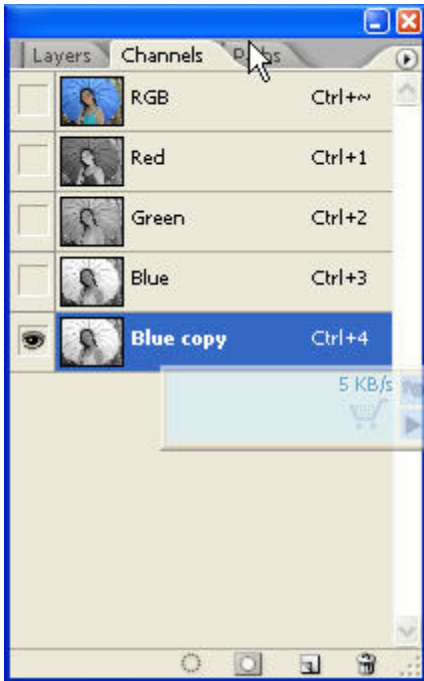 Layers Channels Paths
RGB Ctrl+~
Red Ctrl+1
Green Ctrl+2
Blue Ctrl+3
Blue copy Ctrl+4
5 KB/s